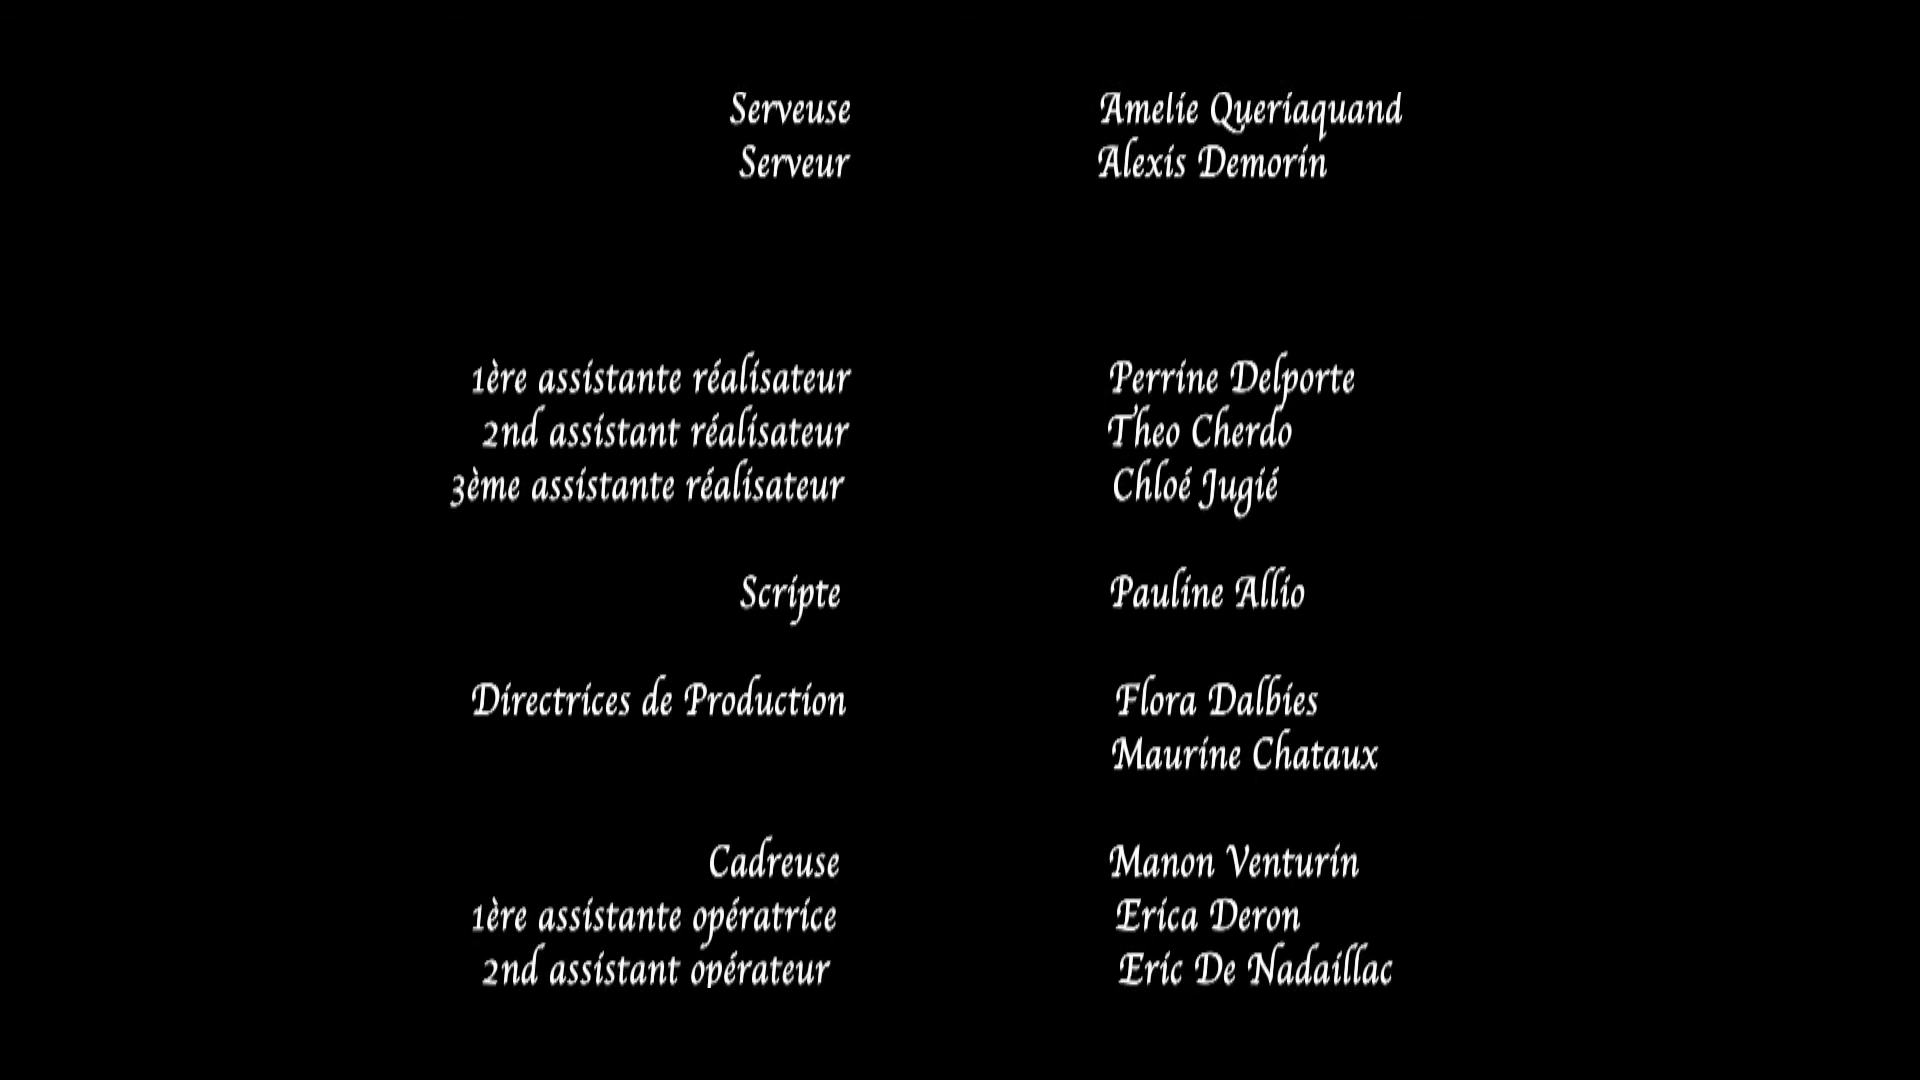 Serveuse Amelie Queriaquand
Serveur Alexis Demorin
1ère assistante réalisateur Perrine Delporte
2nd assistant réalisateur Theo Cherdo
3ème assistante réalisateur Chloé Jugié
Scripte Pauline Allio
Directrices de Production Flora Dalbies
Maurine Chataux
Cadreuse Manon Venturin
1ère assistante opératrice Erica Deron
2nd assistant opérateur Eric De Nadaillac